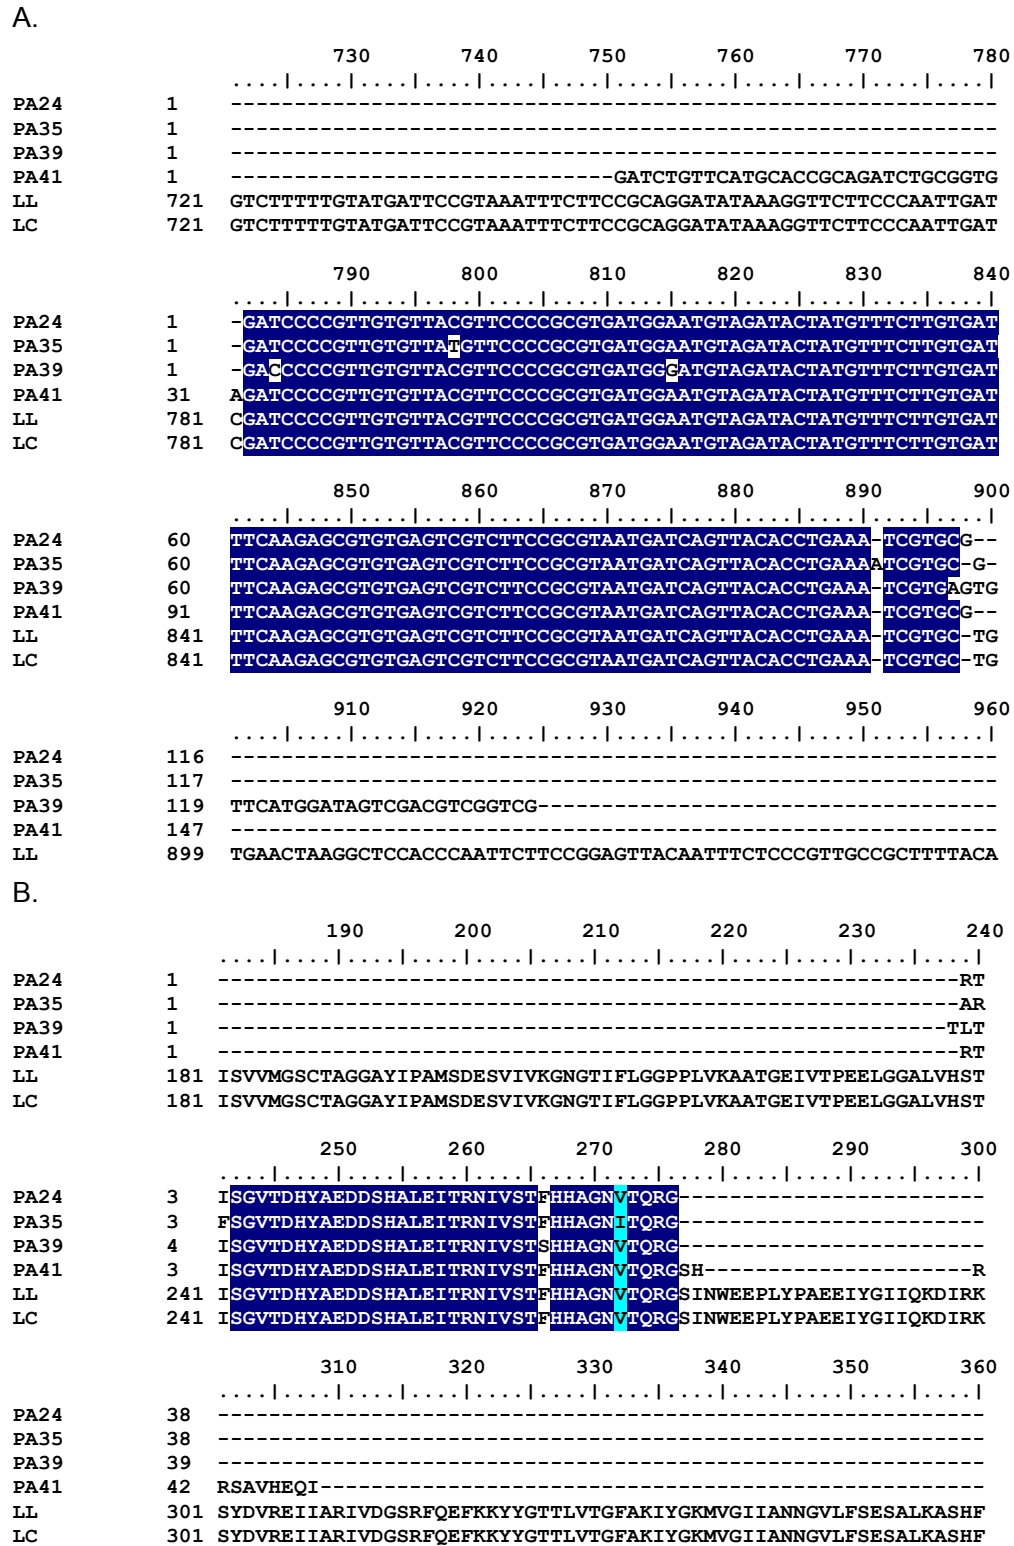 A.
730 740 750 760 770 780
....|....|....|....|....|....|....|....|....|....|....|....|
PA24 1 ------------------------------------------------------------
PA35 1 ------------------------------------------------------------
PA39 1 ------------------------------------------------------------
PA41 1 ------------------------------GATCTGTTCATGCACCGCAGATCTGCGGTG
LL 721 GTCTTTTTGTATGATTCCGTAAATTTCTTCCGCAGGATATAAAGGTTCTTCCCAATTGAT
LC 721 GTCTTTTTGTATGATTCCGTAAATTTCTTCCGCAGGATATAAAGGTTCTTCCCAATTGAT
790 800 810 820 830 840
....|....|....|....|....|....|....|....|....|....|....|....|
PA24 1 -GATCCCCGTTGTGTTACGTTCCCCGCGTGATGGAATGTAGATACTATGTTTCTTGTGAT
PA35 1 -GATCCCCGTTGTGTTATGTTCCCCGCGTGATGGAATGTAGATACTATGTTTCTTGTGAT
PA39 1 -GACCCCCGTTGTGTTACGTTCCCCGCGTGATGGGATGTAGATACTATGTTTCTTGTGAT
PA41 31 AGATCCCCGTTGTGTTACGTTCCCCGCGTGATGGAATGTAGATACTATGTTTCTTGTGAT
LL 781 CGATCCCCGTTGTGTTACGTTCCCCGCGTGATGGAATGTAGATACTATGTTTCTTGTGAT
LC 781 CGATCCCCGTTGTGTTACGTTCCCCGCGTGATGGAATGTAGATACTATGTTTCTTGTGAT
850 860 870 880 890 900
....|....|....|....|....|....|....|....|....|....|....|....|
PA24 60 TTCAAGAGCGTGTGAGTCGTCTTCCGCGTAATGATCAGTTACACCTGAAA-TCGTGCG--
PA35 60 TTCAAGAGCGTGTGAGTCGTCTTCCGCGTAATGATCAGTTACACCTGAAAATCGTGC-G-
PA39 60 TTCAAGAGCGTGTGAGTCGTCTTCCGCGTAATGATCAGTTACACCTGAAA-TCGTGAGTG
PA41 91 TTCAAGAGCGTGTGAGTCGTCTTCCGCGTAATGATCAGTTACACCTGAAA-TCGTGCG--
LL 841 TTCAAGAGCGTGTGAGTCGTCTTCCGCGTAATGATCAGTTACACCTGAAA-TCGTGC-TG
LC 841 TTCAAGAGCGTGTGAGTCGTCTTCCGCGTAATGATCAGTTACACCTGAAA-TCGTGC-TG
910 920 930 940 950 960
....|....|....|....|....|....|....|....|....|....|....|....|
PA24 116 ------------------------------------------------------------
PA35 117 ------------------------------------------------------------
PA39 119 TTCATGGATAGTCGACGTCGGTCG------------------------------------
PA41 147 ------------------------------------------------------------
LL 899 TGAACTAAGGCTCCACCCAATTCTTCCGGAGTTACAATTTCTCCCGTTGCCGCTTTTACA
B.
190 200 210 220 230 240
....|....|....|....|....|....|....|....|....|....|....|....|
PA24 1 ----------------------------------------------------------RT
PA35 1 ----------------------------------------------------------AR
PA39 1 ---------------------------------------------------------TLT
PA41 1 ----------------------------------------------------------RT
LL 181 ISVVMGSCTAGGAYIPAMSDESVIVKGNGTIFLGGPPLVKAATGEIVTPEELGGALVHST
LC 181 ISVVMGSCTAGGAYIPAMSDESVIVKGNGTIFLGGPPLVKAATGEIVTPEELGGALVHST
250 260 270 280 290 300
....|....|....|....|....|....|....|....|....|....|....|....|
PA24 3 ISGVTDHYAEDDSHALEITRNIVSTFHHAGNVTQRG------------------------
PA35 3 FSGVTDHYAEDDSHALEITRNIVSTFHHAGNITQRG------------------------
PA39 4 ISGVTDHYAEDDSHALEITRNIVSTSHHAGNVTQRG------------------------
PA41 3 ISGVTDHYAEDDSHALEITRNIVSTFHHAGNVTQRGSH---------------------R
LL 241 ISGVTDHYAEDDSHALEITRNIVSTFHHAGNVTQRGSINWEEPLYPAEEIYGIIQKDIRK
LC 241 ISGVTDHYAEDDSHALEITRNIVSTFHHAGNVTQRGSINWEEPLYPAEEIYGIIQKDIRK
310 320 330 340 350 360
....|....|....|....|....|....|....|....|....|....|....|....|
PA24 38 ------------------------------------------------------------
PA35 38 ------------------------------------------------------------
PA39 39 ------------------------------------------------------------
PA41 42 RSAVHEQI----------------------------------------------------
LL 301 SYDVREIIARIVDGSRFQEFKKYYGTTLVTGFAKIYGKMVGIIANNGVLFSESALKASHF
LC 301 SYDVREIIARIVDGSRFQEFKKYYGTTLVTGFAKIYGKMVGIIANNGVLFSESALKASHF